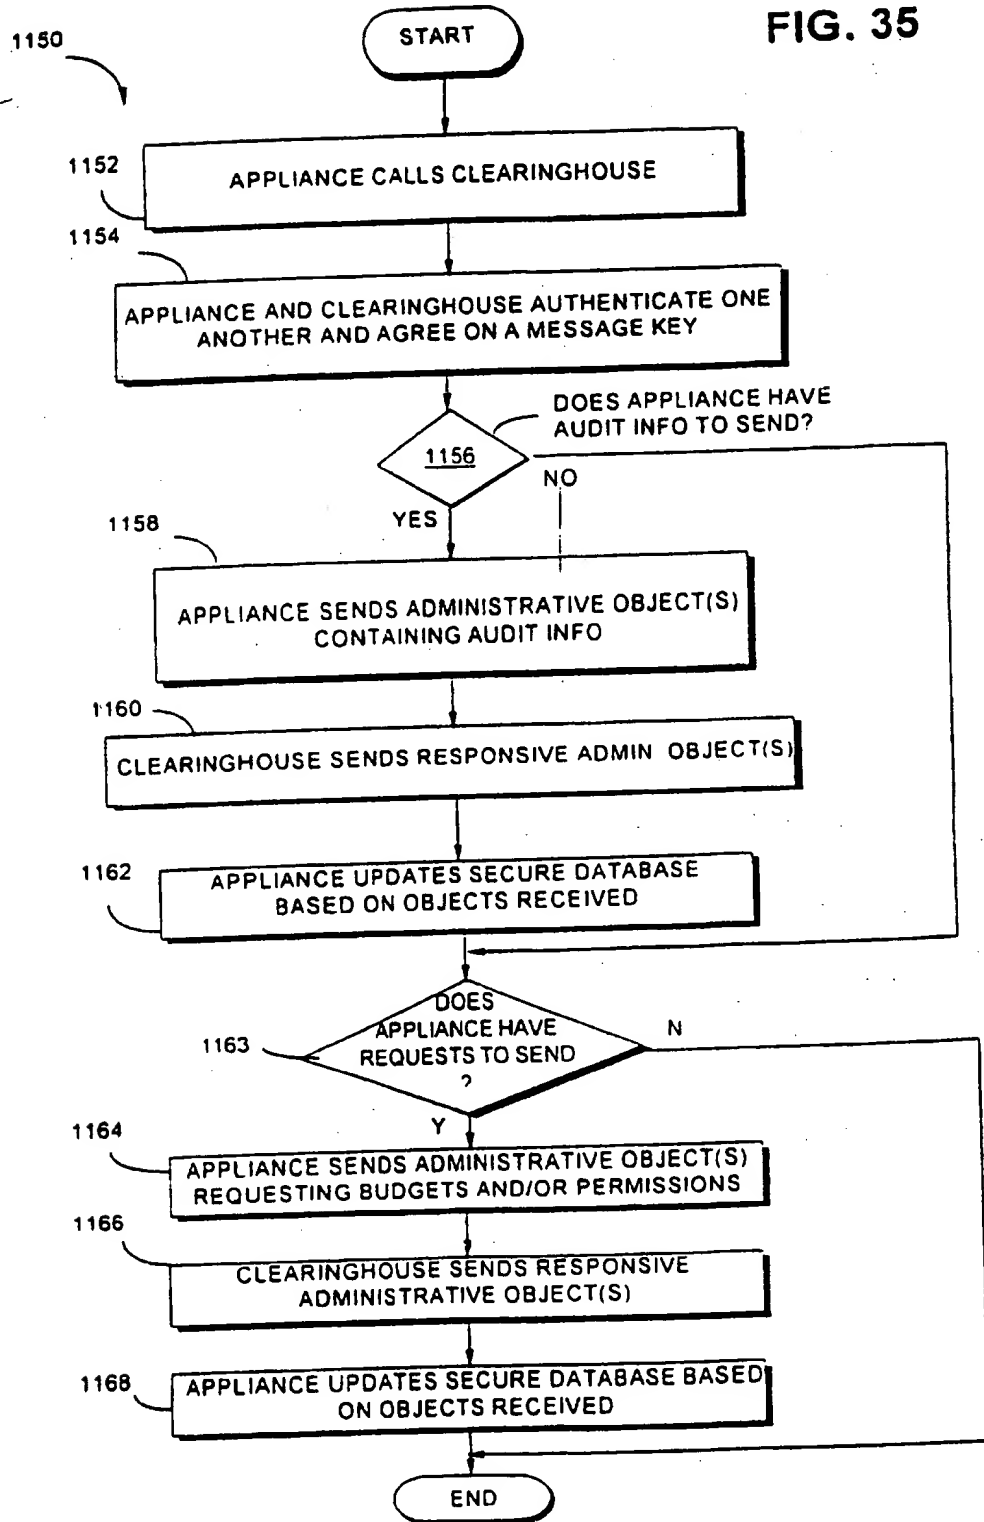 FIG. 35
1150
START
1152
APPLIANCE CALLS CLEARINGHOUSE
1154
APPLIANCE AND CLEARINGHOUSE AUTHENTICATE ONE
ANOTHER AND AGREE ON A MESSAGE KEY
DOES APPLIANCE HAVE
AUDIT INFO TO SEND?
1156
NO
YES
1158
APPLIANCE SENDS ADMINISTRATIVE OBJECT(S)
CONTAINING AUDIT INFO
1160
CLEARINGHOUSE SENDS RESPONSIVE ADMIN OBJECT(S)
1162
APPLIANCE UPDATES SECURE DATABASE
BASED ON OBJECTS RECEIVED
DOES
APPLIANCE HAVE
REQUESTS TO SEND
?
1163
N
Y
1164
APPLIANCE SENDS ADMINISTRATIVE OBJECT(S)
REQUESTING BUDGETS AND/OR PERMISSIONS
1166
CLEARINGHOUSE SENDS RESPONSIVE
ADMINISTRATIVE OBJECT(S)
1168
APPLIANCE UPDATES SECURE DATABASE BASED
ON OBJECTS RECEIVED
END